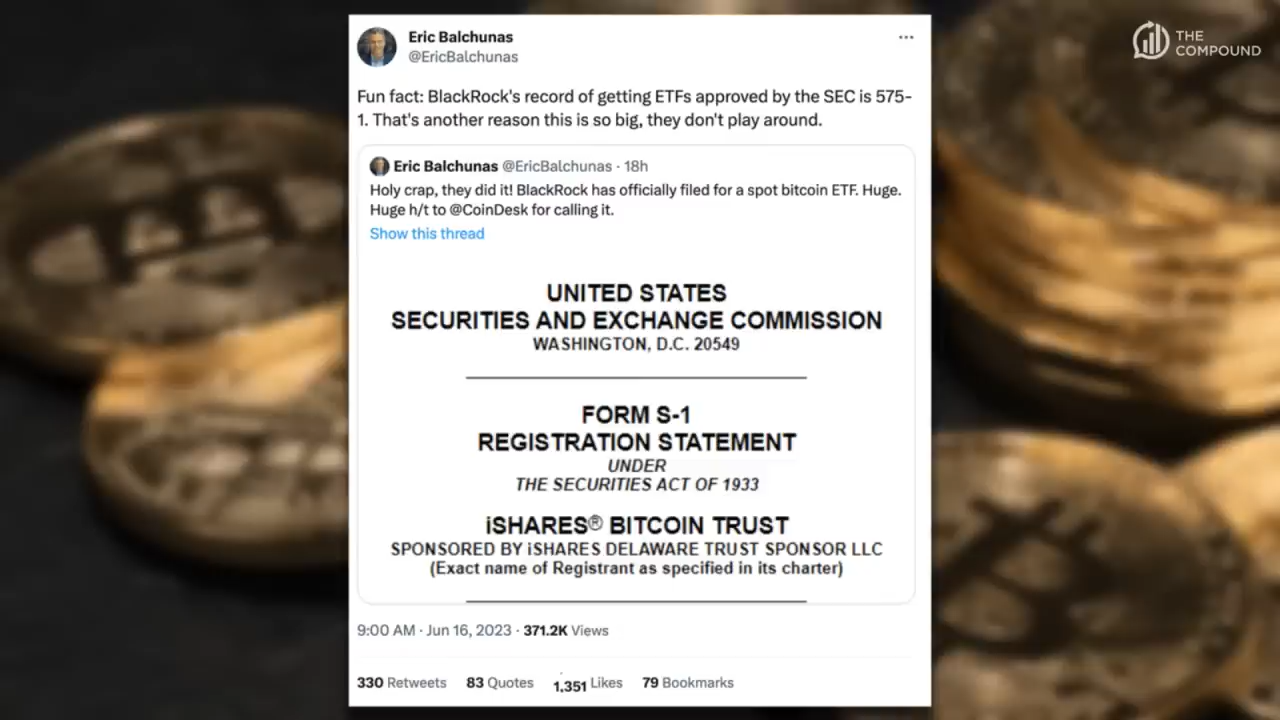 THE
COMPOUND
Eric Balchunas
@EricBalchunas
Fun fact: BlackRock's record of getting ETFs approved by the SEC is 575-
1. That's another reason this is so big, they don't play around.
Eric Balchunas @EricBalchunas · 18h
Holy crap, they did it! BlackRock has officially filed for a spot bitcoin ETF. Huge.
Huge h/t to @CoinDesk for calling it.
Show this thread
UNITED STATES
SECURITIES AND EXCHANGE COMMISSION
WASHINGTON, D.C. 20549
FORM S-1
REGISTRATION STATEMENT
UNDER
THE SECURITIES ACT OF 1933
iSHARES® BITCOIN TRUST
SPONSORED BY iSHARES DELAWARE TRUST SPONSOR LLC
(Exact name of Registrant as specified in its charter)
9:00 AM · Jun 16, 2023 · 371.2K Views
330 Retweets 83 Quotes 1,351 Likes 79 Bookmarks